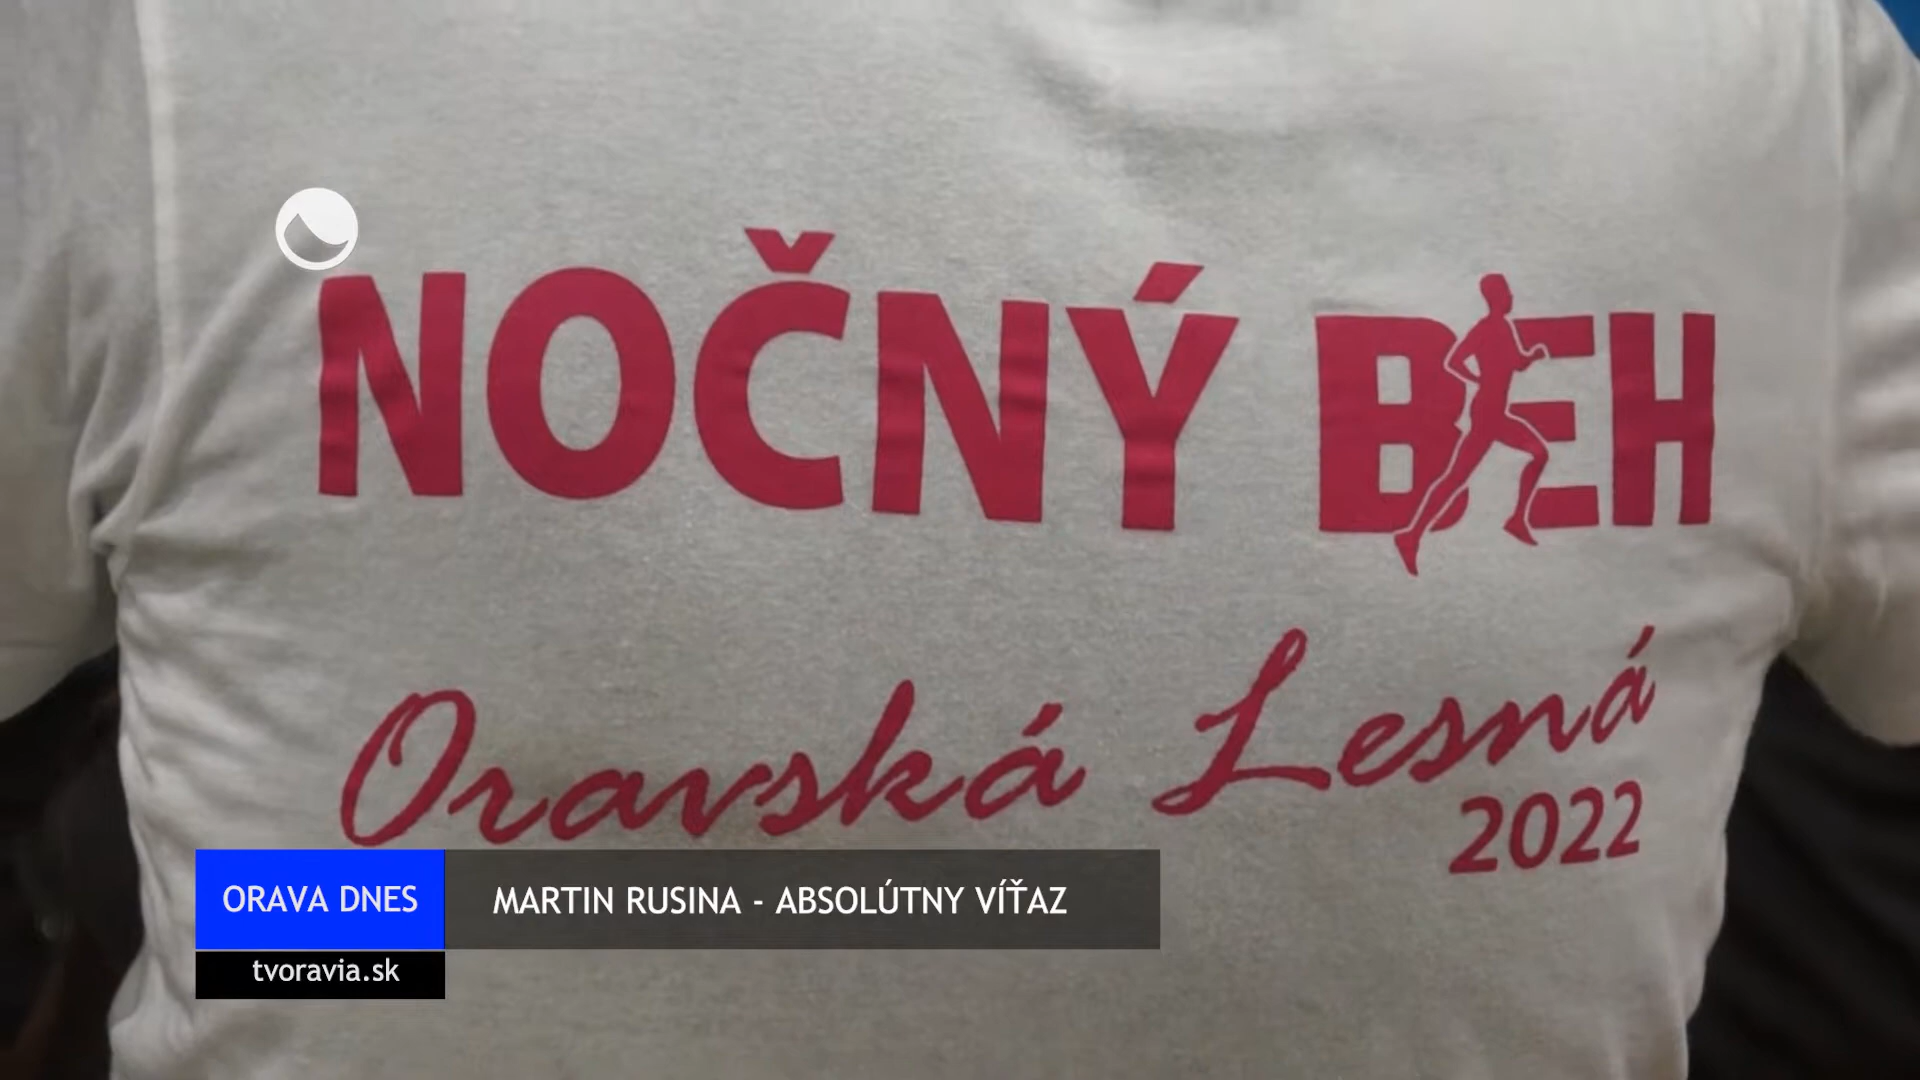 NOČNÝ BEH
Oravská Lesná
2022
ORAVA DNES
MARTIN RUSINA - ABSOLÚTNY VÍŤAZ
tvoravia.sk